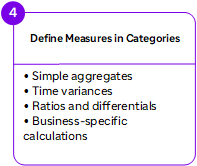 4
Define Measures in Categories
• Simple aggregates
• Time variances
• Ratios and differentials
• Business-specific
calculations